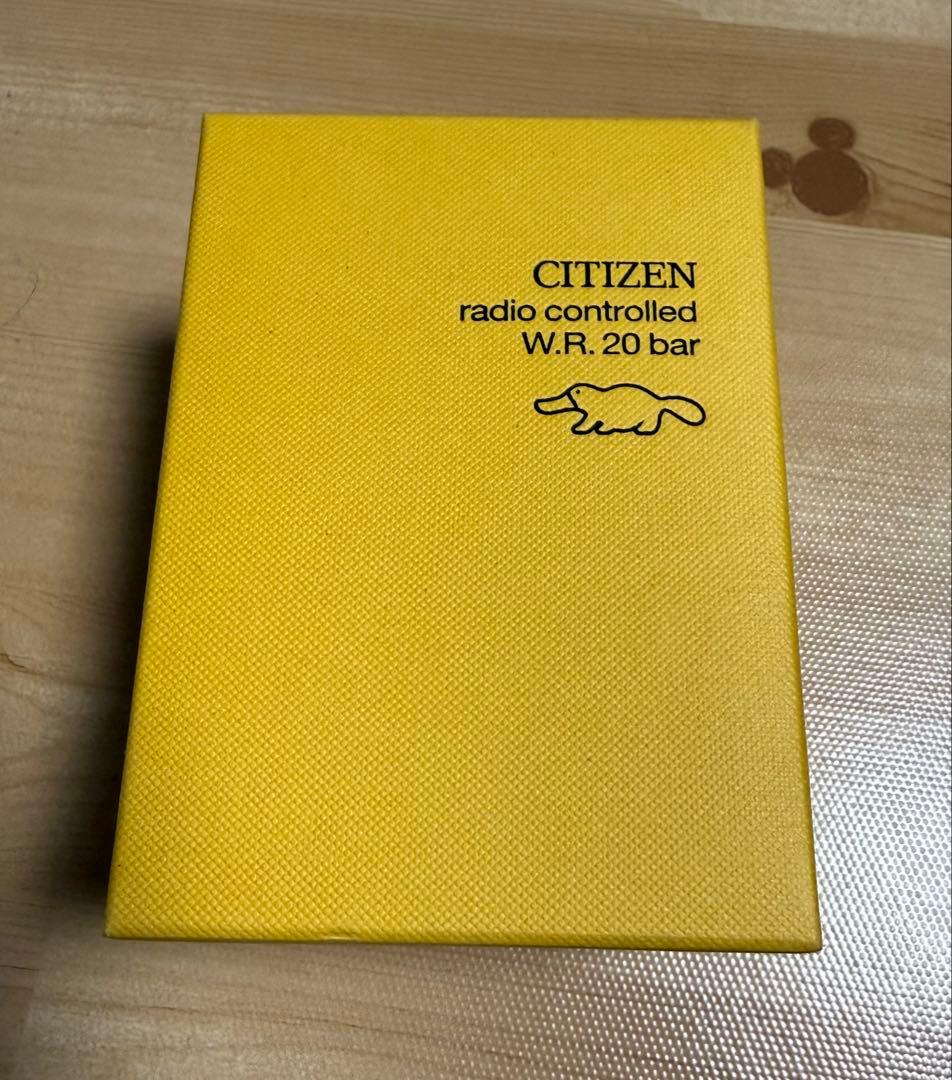 CITIZEN
radio controlled
W.R. 20 bar